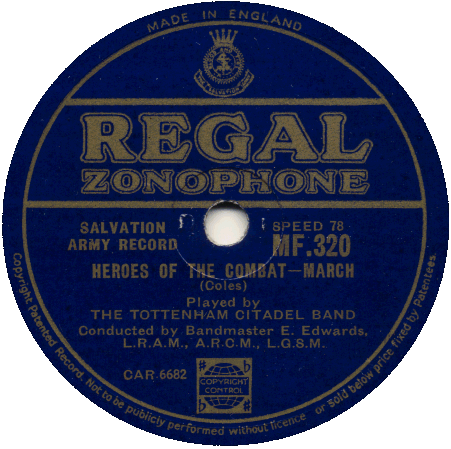 MADE IN ENGLAND
REGAL
ZONOPHONE
SALVATION
ARMY RECORD
SPEED 78
MF.320
HEROES OF THE COMBAT—MARCH
(Coles)
Played by
THE TOTTENHAM CITADEL BAND
Conducted by Bandmaster E. Edwards,
L.R.A.M., A.R.C.M., L.G.S.M.
CAR.6682
COPYRIGHT
CONTROL
Copyright Patented Record. Not to be publicly performed without licence or sold below price fixed by Patentees.